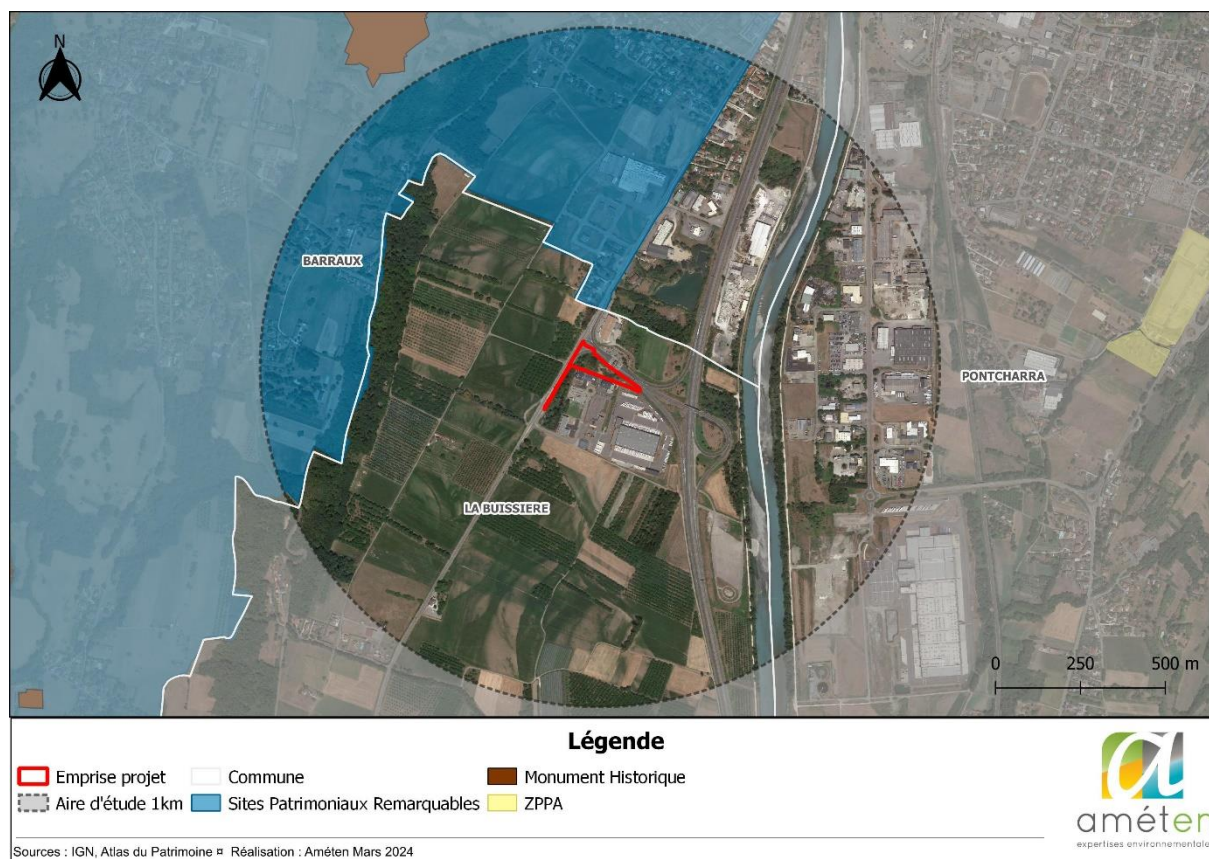 N
BARRAUX
PONTCHARRA
LA BUISSIERE
0 250 500 m
Légende
Emprise projet Commune Monument Historique
Aire d'étude 1km Sites Patrimoniaux Remarquables ZPPA
améten
expertises environnementales
Sources : IGN, Atlas du Patrimoine ¤ Réalisation : Améten Mars 2024